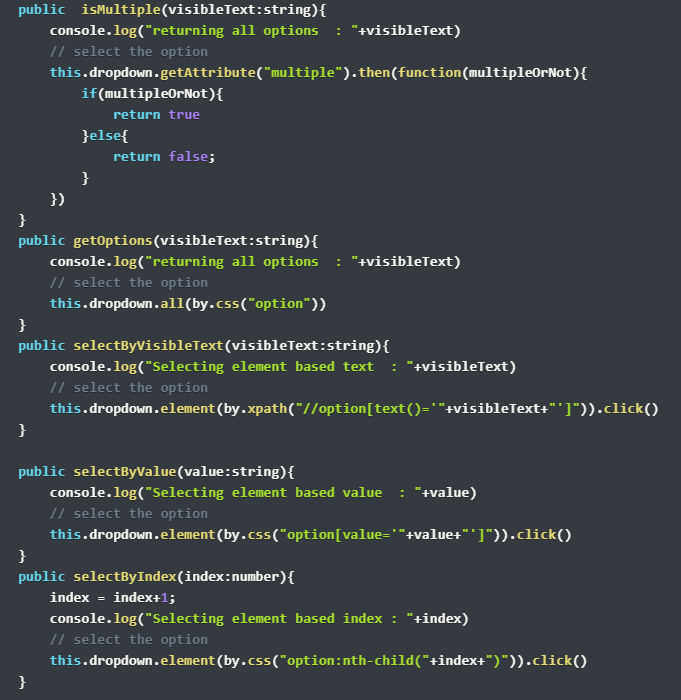 public  isMultiple(visibleText:string){
    console.log("returning all options  : "+visibleText)
    // select the option
    this.dropdown.getAttribute("multiple").then(function(multipleOrNot){
        if(multipleOrNot){
            return true
        }else{
            return false;
        }
    })
}
public getOptions(visibleText:string){
    console.log("returning all options  : "+visibleText)
    // select the option
    this.dropdown.all(by.css("option"))
}
public selectByVisibleText(visibleText:string){
    console.log("Selecting element based text  : "+visibleText)
    // select the option
    this.dropdown.element(by.xpath("//option[text()='"+visibleText+"']")).click()
}

public selectByValue(value:string){
    console.log("Selecting element based value  : "+value)
    // select the option
    this.dropdown.element(by.css("option[value='"+value+"']")).click()
}
public selectByIndex(index:number){
    index = index+1;
    console.log("Selecting element based index : "+index)
    // select the option
    this.dropdown.element(by.css("option:nth-child("+index+")")).click()
}